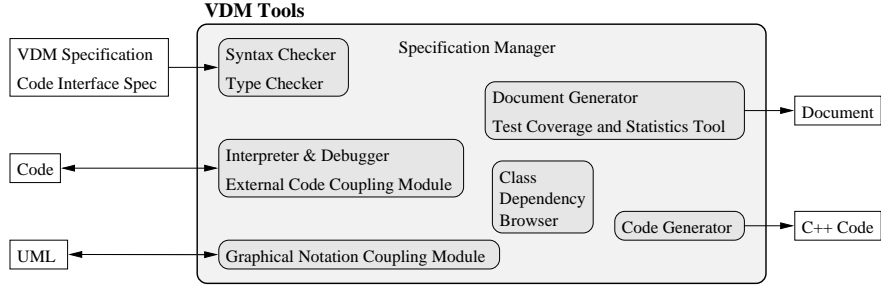 VDM Tools
VDM Specification
Code Interface Spec
Syntax Checker
Type Checker
Specification Manager
Document Generator
Test Coverage and Statistics Tool
Document
Code
Interpreter & Debugger
External Code Coupling Module
Class
Dependency
Browser
Code Generator
C++ Code
UML
Graphical Notation Coupling Module